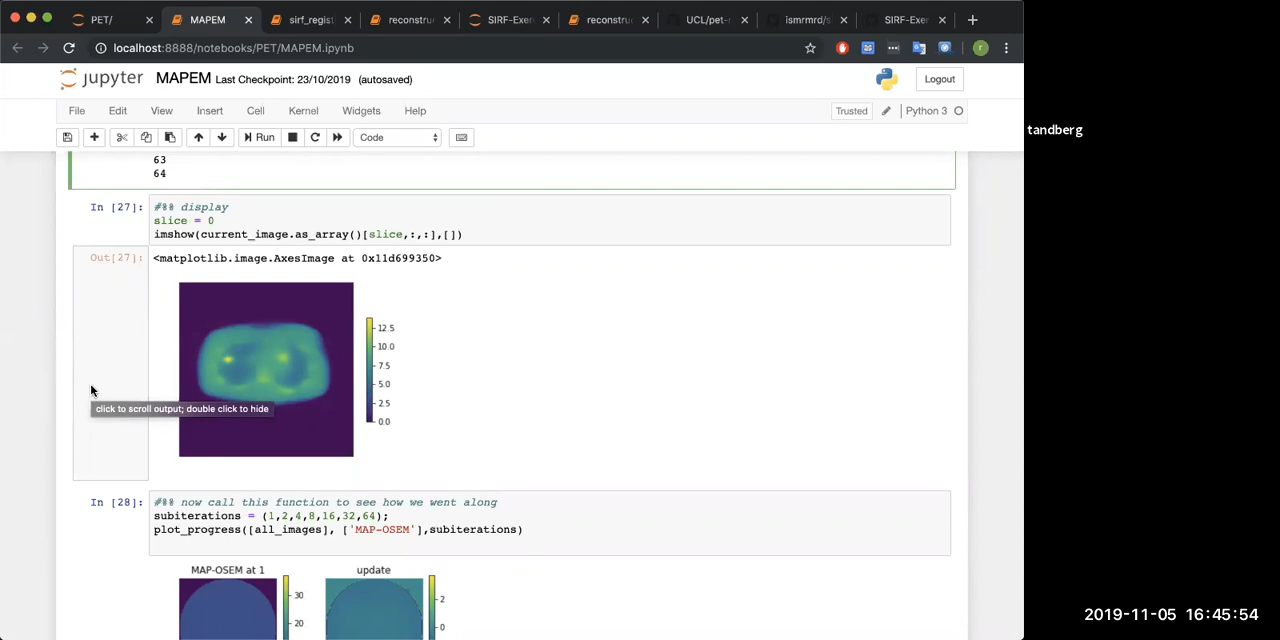 PET/
MAPEM
sirf_regist
reconstruc
SIRF-Exer
reconstruc
UCL/pet-r
ismrmrd/s
SIRF-Exer
localhost:8888/notebooks/PET/MAPEM.ipynb
r
jupyter MAPEM Last Checkpoint: 23/10/2019 (autosaved)
Logout
File Edit View Insert Cell Kernel Widgets Help
Trusted
Python 3
Run
Code
tandberg
63
64
In [27]:
#%% display
slice = 0
imshow(current_image.as_array()[slice,:,:],[])
Out[27]:
<matplotlib.image.AxesImage at 0x11d699350>
12.5
10.0
7.5
5.0
2.5
0.0
click to scroll output; double click to hide
In [28]:
#%% now call this function to see how we went along
subiterations = (1,2,4,8,16,32,64);
plot_progress([all_images], ['MAP-OSEM'],subiterations)
MAP-OSEM at 1
update
30
20
2
0
2019-11-05 16:45:54